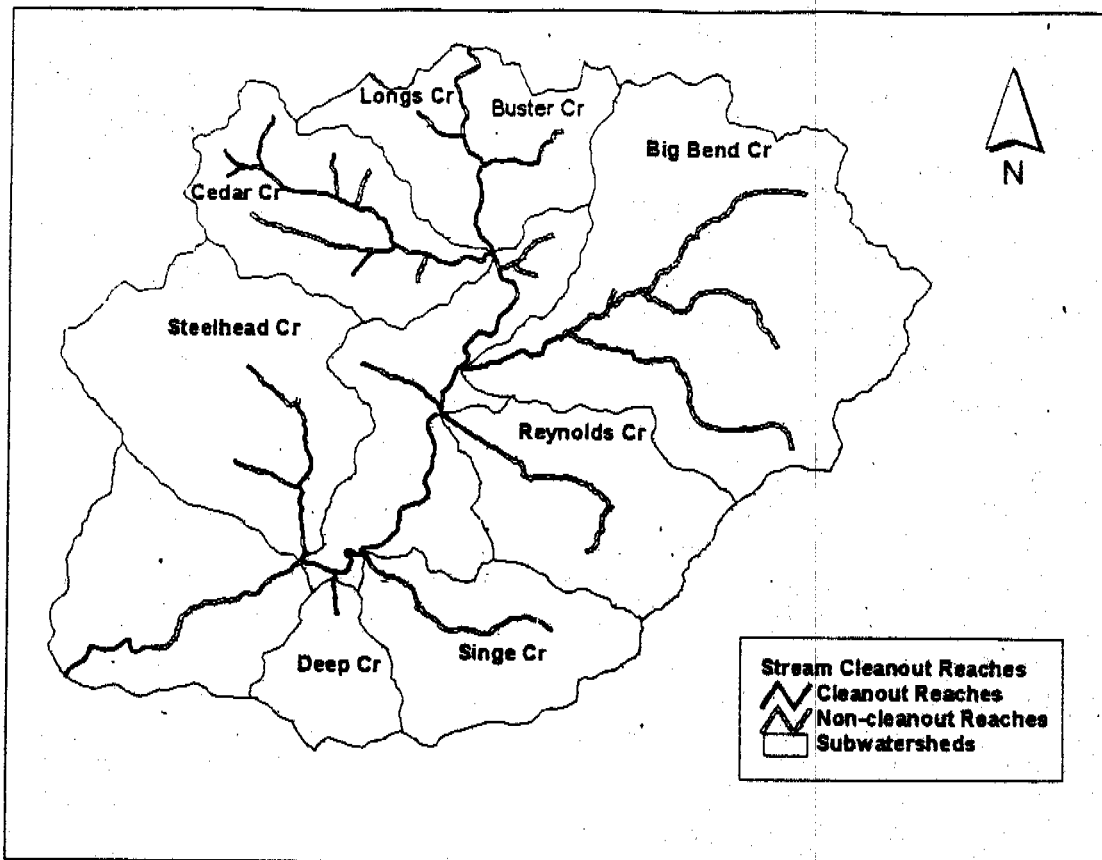 Longs Cr
Buster Cr
Big Bend Cr
N
Cedar Cr
Steelhead Cr
Reynolds Cr
Deep Cr
Singe Cr
Stream Cleanout Reaches
Cleanout Reaches
Non-cleanout Reaches
Subwatersheds